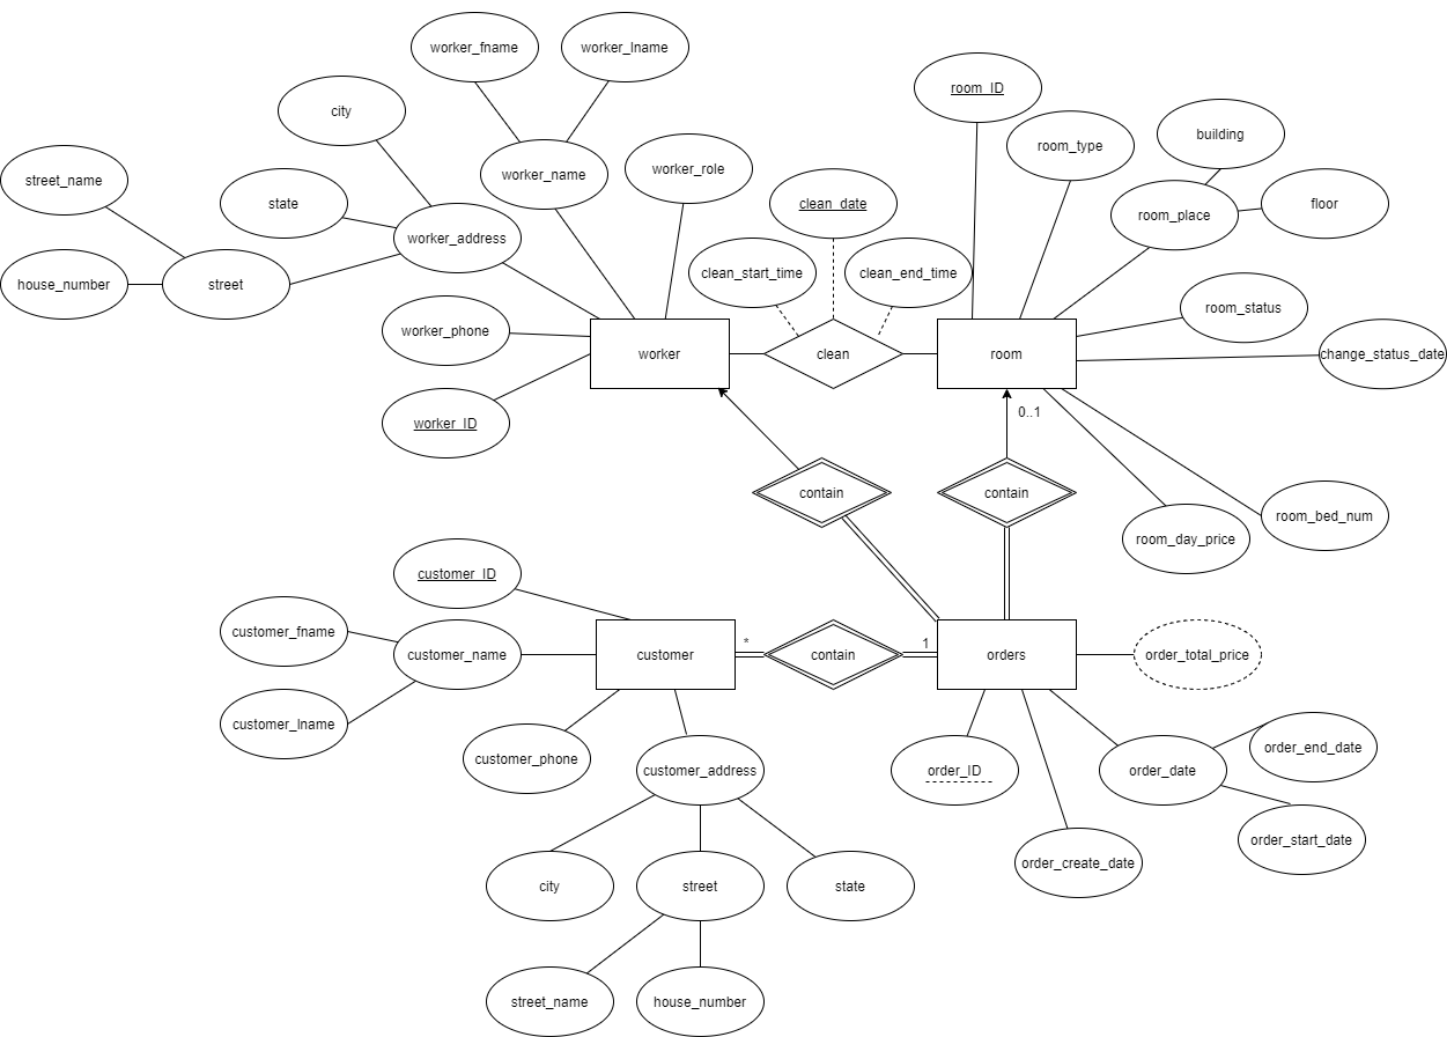 worker_fname
worker_lname
room_ID
city
building
room_type
worker_name
worker_role
street_name
state
clean_date
room_place
floor
worker_address
clean_start_time
clean_end_time
house_number
street
room_status
worker_phone
worker
clean
room
change_status_date
0..1
worker_ID
contain
contain
room_bed_num
room_day_price
customer_ID
customer_fname
customer_name
customer
*
contain
1
orders
order_total_price
customer_lname
customer_phone
customer_address
order_ID
order_date
order_end_date
order_start_date
order_create_date
city
street
state
street_name
house_number